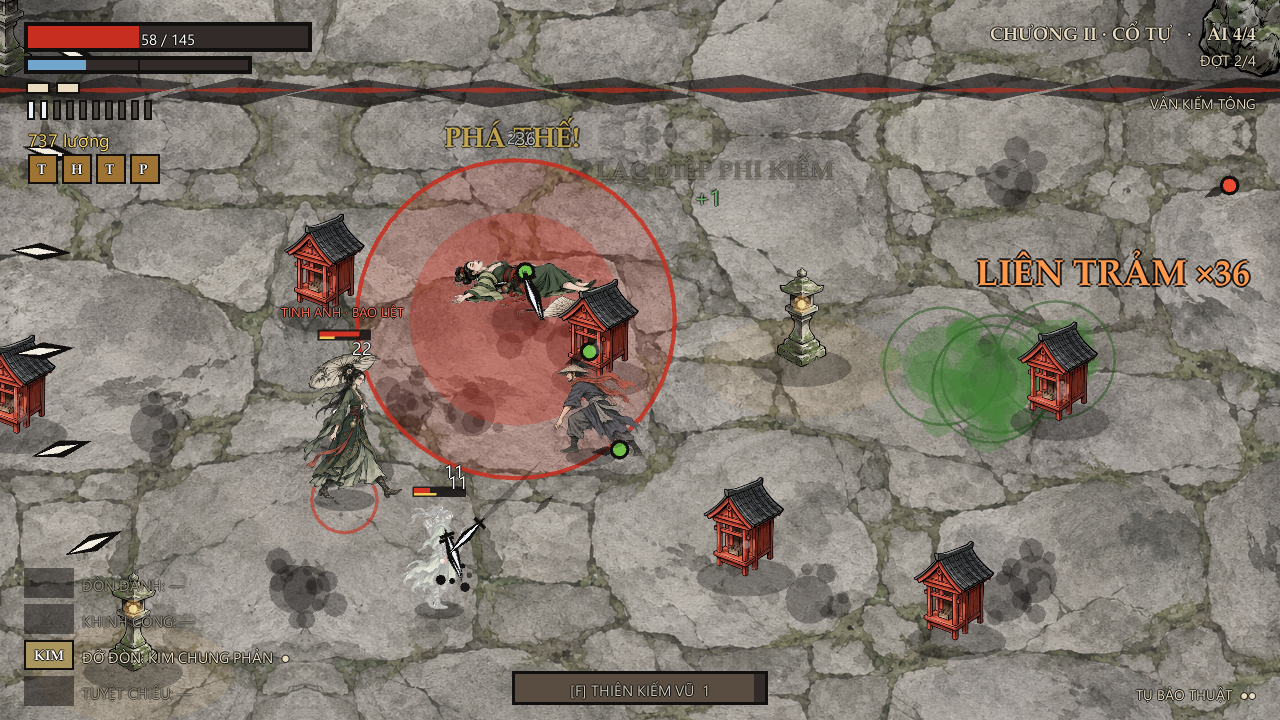 58 / 145
CHƯƠNG II · CỔ TỰ · ẢI 4/4
ĐỢT 2/4
VÂN KIẾM TÔNG
737 lượng
T H T P
PHÁ THẾ!
236
LẠC DIỆP PHI KIẾM
+1
LIÊN TRẢM ×36
TINH ANH · BẠO LIỆT
22
11
11
ĐÒN ĐÁNH: —
KHINH CÔNG: —
KIM ĐỠ ĐÒN: KIM CHUNG PHẢN
TUYỆT CHIÊU: —
[F] THIÊN KIẾM VŨ 1
TỤ BẢO THUẬT